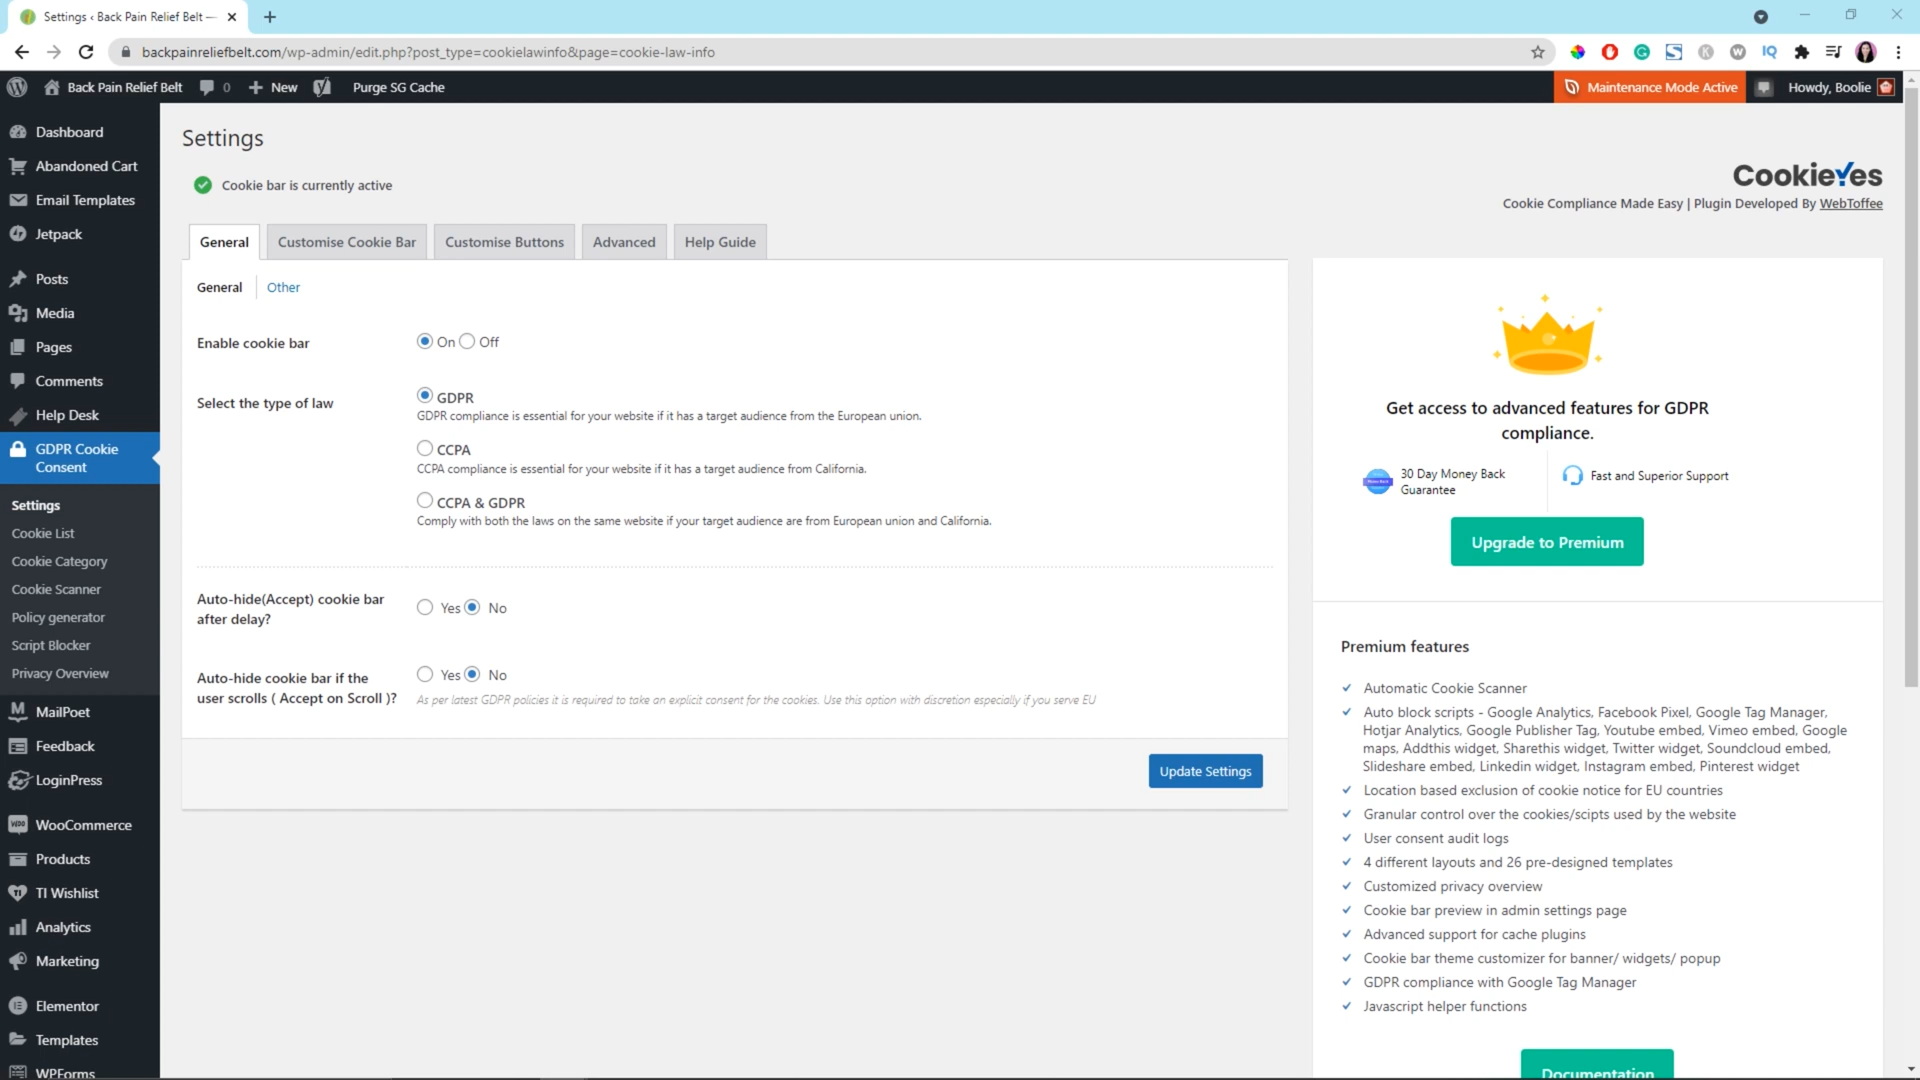 Settings ‹ Back Pain Relief Belt —
backpainreliefbelt.com/wp-admin/edit.php?post_type=cookielawinfo&page=cookie-law-info
Back Pain Relief Belt 0 New Purge SG Cache Maintenance Mode Active Howdy, Boolie
Dashboard
Abandoned Cart
Email Templates
Jetpack
Posts
Media
Pages
Comments
Help Desk
GDPR Cookie
Consent
Settings
Cookie List
Cookie Category
Cookie Scanner
Policy generator
Script Blocker
Privacy Overview
MailPoet
Feedback
LoginPress
WooCommerce
Products
TI Wishlist
Analytics
Marketing
Elementor
Templates
WPForms
Settings
Cookie bar is currently active
CookieYes
Cookie Compliance Made Easy | Plugin Developed By WebToffee
General Customise Cookie Bar Customise Buttons Advanced Help Guide
General Other
Enable cookie bar On Off
Select the type of law GDPR
GDPR compliance is essential for your website if it has a target audience from the European union.
CCPA
CCPA compliance is essential for your website if it has a target audience from California.
CCPA & GDPR
Comply with both the laws on the same website if your target audience are from European union and California.
Auto-hide(Accept) cookie bar
after delay? Yes No
Auto-hide cookie bar if the
user scrolls ( Accept on Scroll )? Yes No
As per latest GDPR policies it is required to take an explicit consent for the cookies. Use this option with discretion especially if you serve EU
Update Settings
Get access to advanced features for GDPR
compliance.
30 Day Money Back
Guarantee
Fast and Superior Support
Upgrade to Premium
Premium features
Automatic Cookie Scanner
Auto block scripts - Google Analytics, Facebook Pixel, Google Tag Manager,
Hotjar Analytics, Google Publisher Tag, Youtube embed, Vimeo embed, Google
maps, Addthis widget, Sharethis widget, Twitter widget, Soundcloud embed,
Slideshare embed, Linkedin widget, Instagram embed, Pinterest widget
Location based exclusion of cookie notice for EU countries
Granular control over the cookies/scipts used by the website
User consent audit logs
4 different layouts and 26 pre-designed templates
Customized privacy overview
Cookie bar preview in admin settings page
Advanced support for cache plugins
Cookie bar theme customizer for banner/ widgets/ popup
GDPR compliance with Google Tag Manager
Javascript helper functions
Documentation